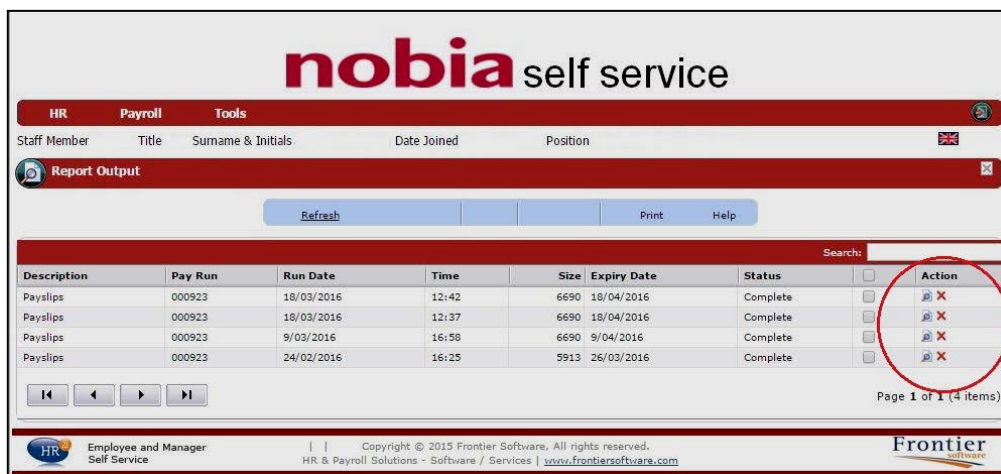 nobia self service
HR Payroll Tools
Staff Member Title Surname & Initials Date Joined Position
Report Output
Refresh Print Help
Search:
Description Pay Run Run Date Time Size Expiry Date Status Action
Payslips 000923 18/03/2016 12:42 6690 18/04/2016 Complete
Payslips 000923 18/03/2016 12:37 6690 18/04/2016 Complete
Payslips 000923 9/03/2016 16:58 6690 9/04/2016 Complete
Payslips 000923 24/02/2016 16:25 5913 26/03/2016 Complete
Page 1 of 1 (4 items)
HR Employee and Manager | | Copyright © 2015 Frontier Software, All rights reserved. Frontier
Self Service HR & Payroll Solutions - Software / Services | www.frontiersoftware.com software